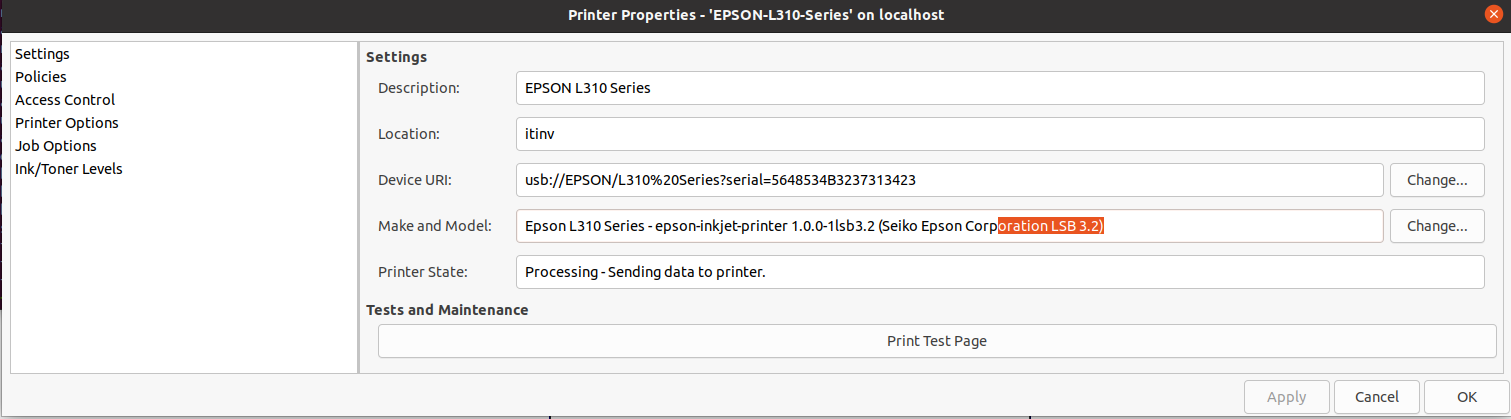 Printer Properties - 'EPSON-L310-Series' on localhost
Settings
Policies
Access Control
Printer Options
Job Options
Ink/Toner Levels
Settings
Description: EPSON L310 Series
Location: itinv
Device URI: usb://EPSON/L310%20Series?serial=5648534B3237313423 Change...
Make and Model: Epson L310 Series - epson-inkjet-printer 1.0.0-1lsb3.2 (Seiko Epson Corporation LSB 3.2) Change...
Printer State: Processing - Sending data to printer.
Tests and Maintenance
Print Test Page
Apply Cancel OK